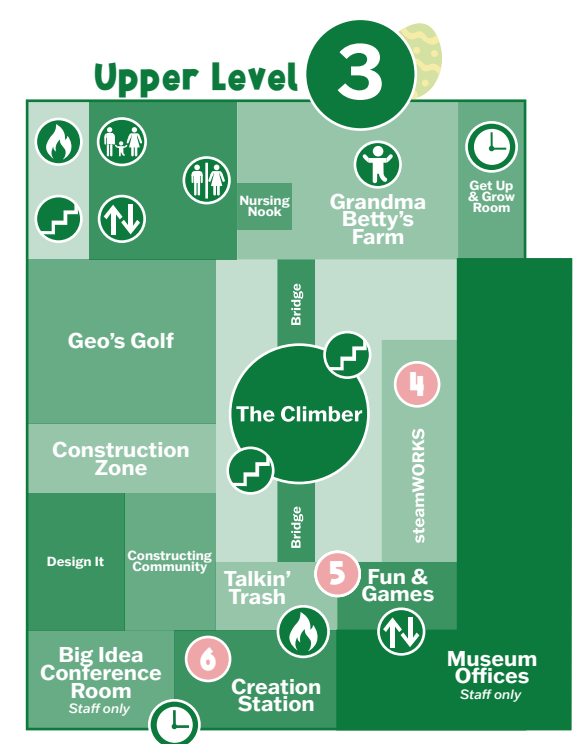 Upper Level 3
Nursing
Nook
Grandma
Betty's
Farm
Get Up
& Grow
Room
Geo's Golf
Bridge
The Climber
4
steamWORKS
Construction
Zone
Bridge
Design It
Constructing
Community
Talkin'
Trash
5
Fun &
Games
Big Idea
Conference
Room
Staff only
6
Creation
Station
Museum
Offices
Staff only